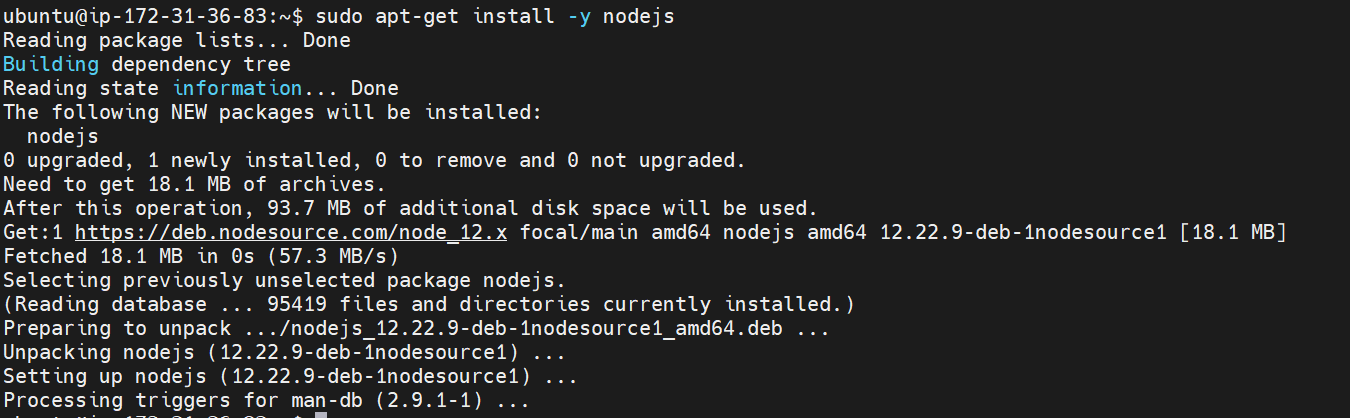 ubuntu@ip-172-31-36-83:~$ sudo apt-get install -y nodejs
Reading package lists... Done
Building dependency tree
Reading state information... Done
The following NEW packages will be installed:
  nodejs
0 upgraded, 1 newly installed, 0 to remove and 0 not upgraded.
Need to get 18.1 MB of archives.
After this operation, 93.7 MB of additional disk space will be used.
Get:1 https://deb.nodesource.com/node_12.x focal/main amd64 nodejs amd64 12.22.9-deb-1nodesource1 [18.1 MB]
Fetched 18.1 MB in 0s (57.3 MB/s)
Selecting previously unselected package nodejs.
(Reading database ... 95419 files and directories currently installed.)
Preparing to unpack .../nodejs_12.22.9-deb-1nodesource1_amd64.deb ...
Unpacking nodejs (12.22.9-deb-1nodesource1) ...
Setting up nodejs (12.22.9-deb-1nodesource1) ...
Processing triggers for man-db (2.9.1-1) ...
ubuntu@ip-172-31-36-83:~$